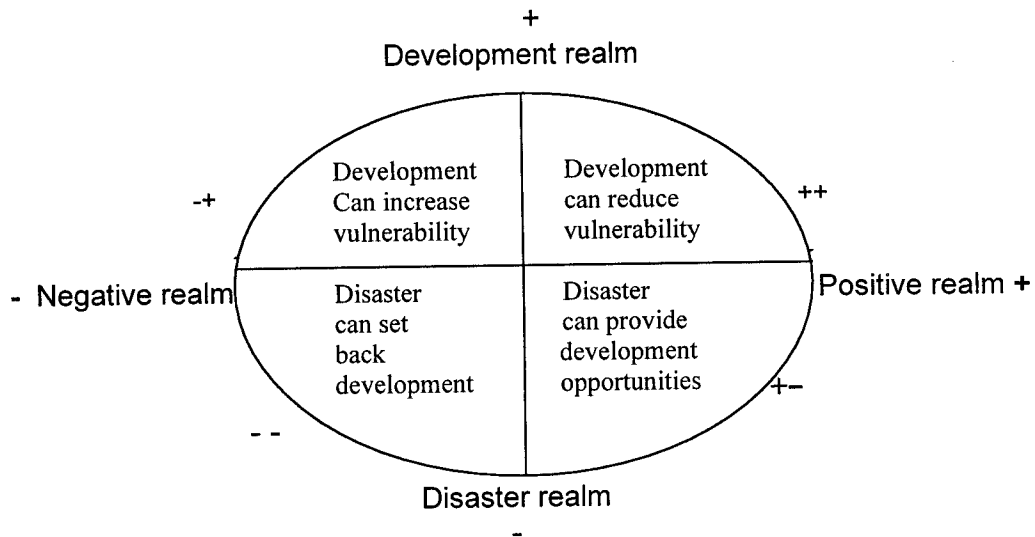 +
Development realm
Development
Can increase
vulnerability
Development
can reduce
vulnerability
-+
++
- Negative realm
Positive realm +
Disaster
can set
back
development
Disaster
can provide
development
opportunities
+-
- -
Disaster realm
-